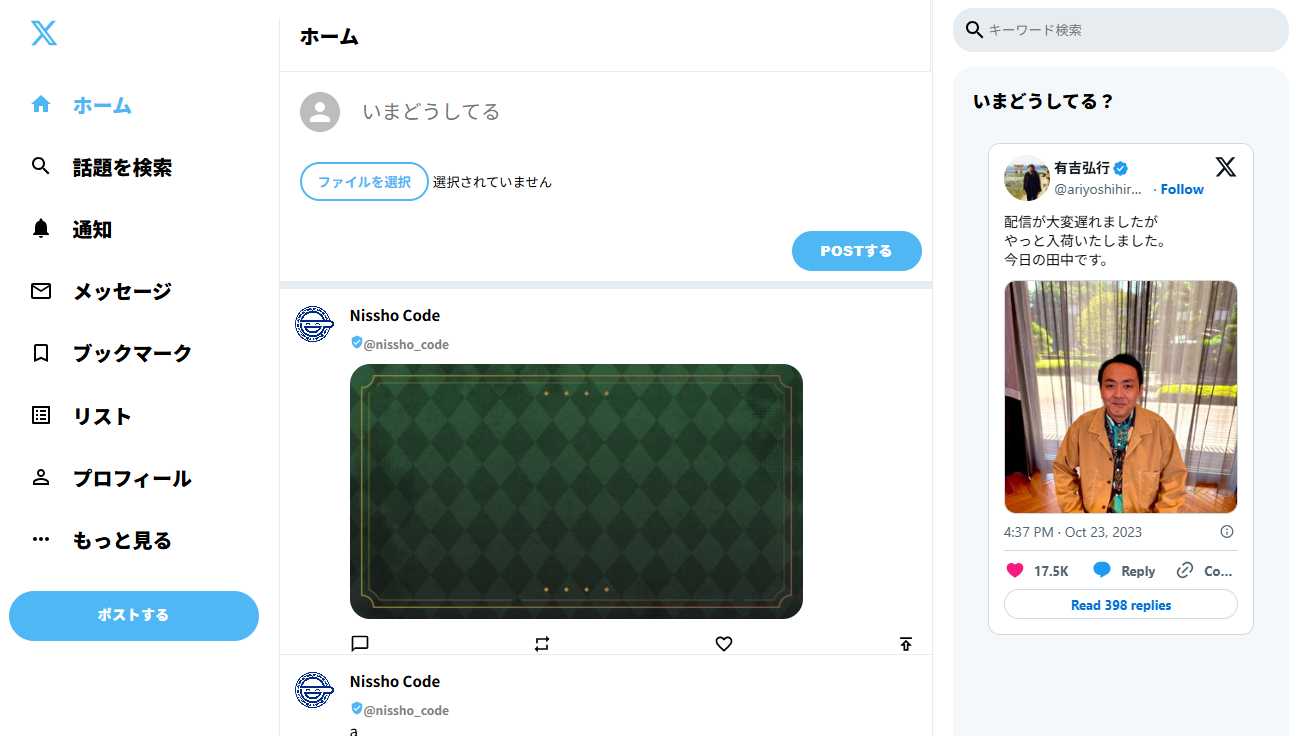 ホーム
話題を検索
通知
メッセージ
ブックマーク
リスト
プロフィール
もっと見る
ポストする
ホーム
いまどうしてる
ファイルを選択 選択されていません
POSTする
Nissho Code
@nissho_code
Nissho Code
@nissho_code
a
キーワード検索
いまどうしてる？
有吉弘行
@ariyoshihir... · Follow
配信が大変遅れましたが
やっと入荷いたしました。
今日の田中です。
4:37 PM · Oct 23, 2023
17.5K Reply Co...
Read 398 replies